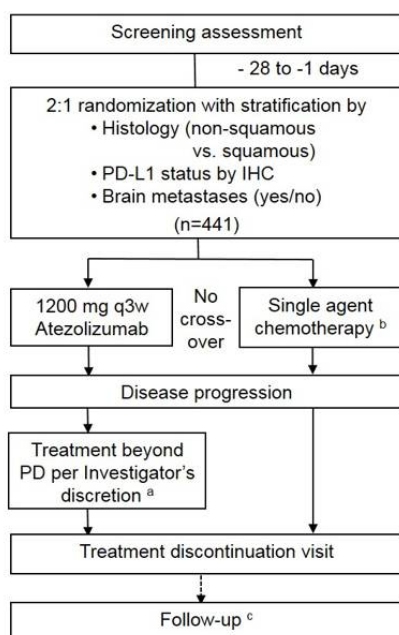 Screening assessment
- 28 to -1 days
2:1 randomization with stratification by
• Histology (non-squamous
vs. squamous)
• PD-L1 status by IHC
• Brain metastases (yes/no)
(n=441)
1200 mg q3w
Atezolizumab
No
cross-
over
Single agent
chemotherapy b
Disease progression
Treatment beyond
PD per Investigator's
discretion a
Treatment discontinuation visit
Follow-up c